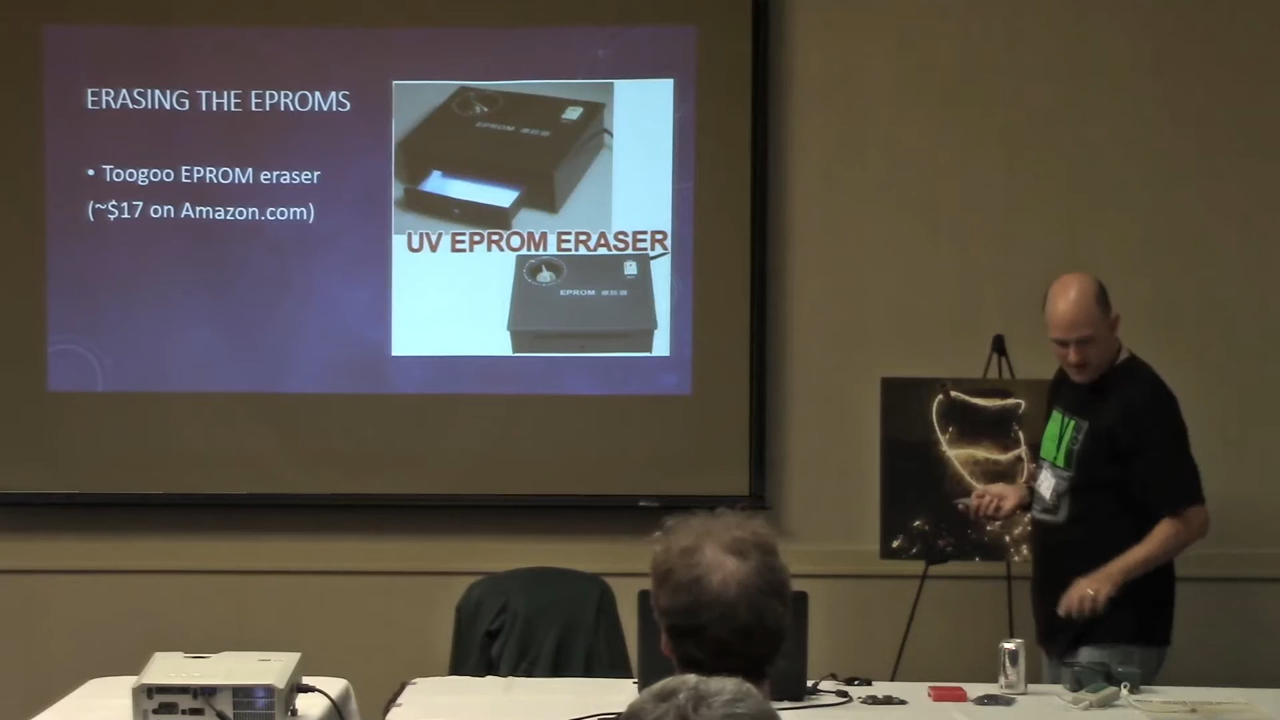 ERASING THE EPROMS
• Toogoo EPROM eraser
(~$17 on Amazon.com)
EPROM
UV EPROM ERASER
EPROM